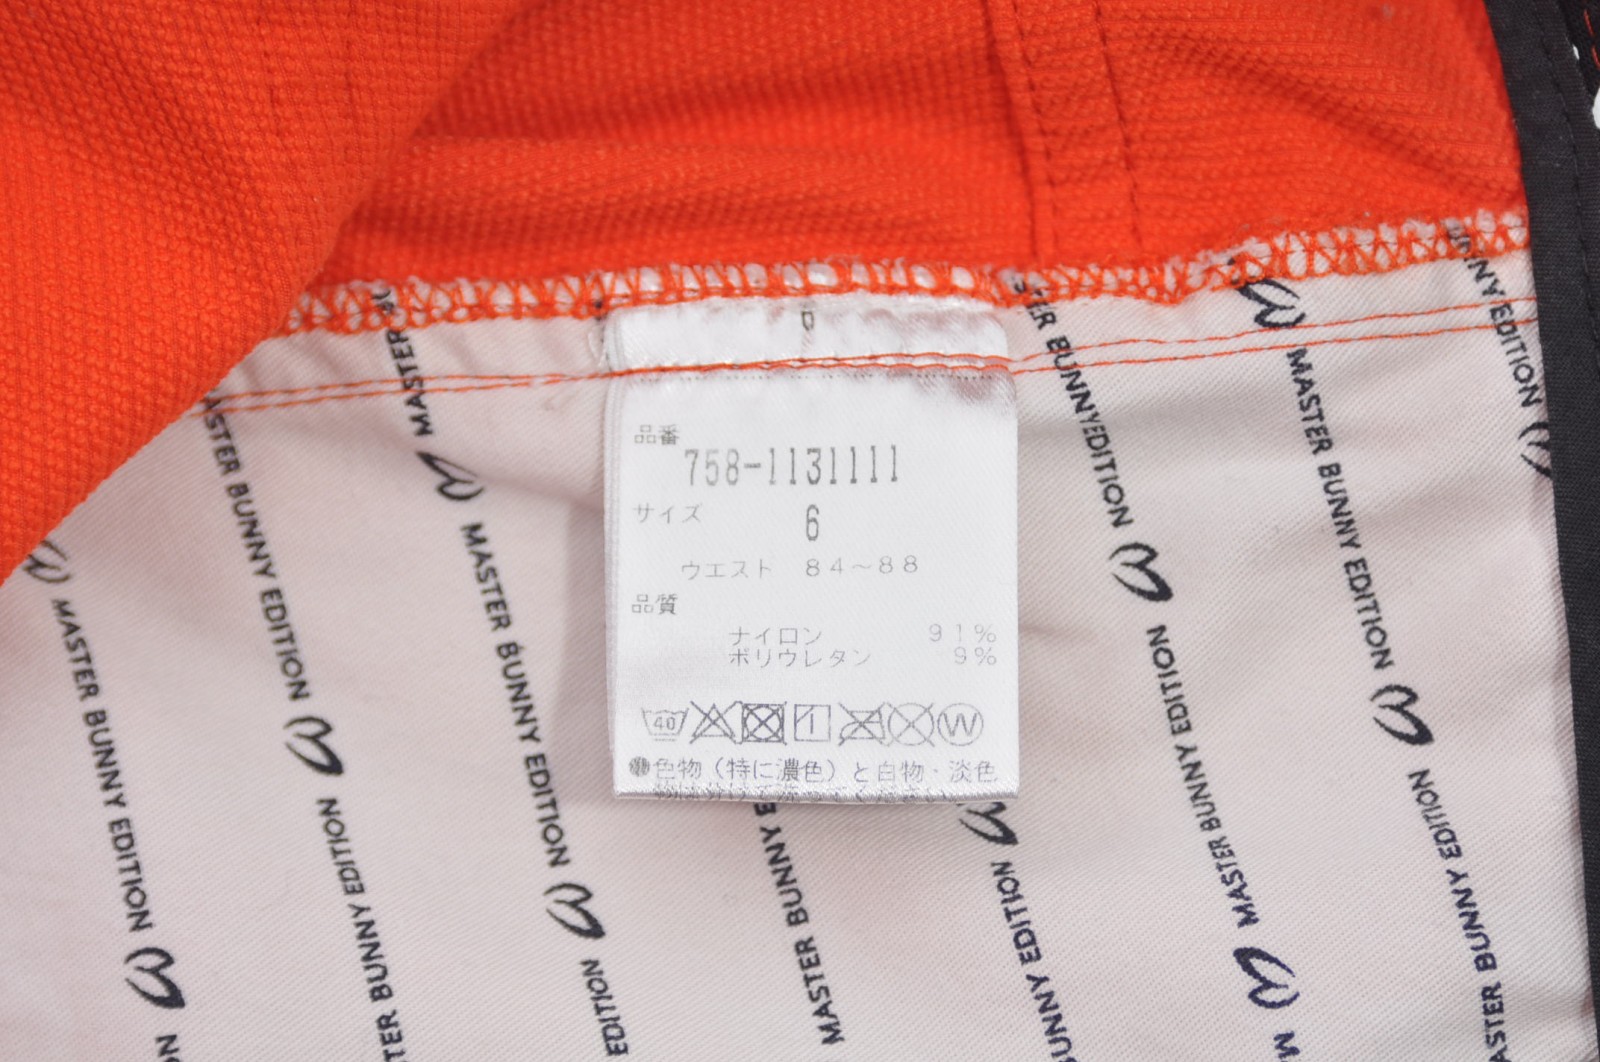 品番
758-1131111
サイズ 6
ウエスト 84～88
品質
ナイロン 91%
ポリウレタン 9%
40 W
●色物（特に濃色）と白物・淡色
MASTER BUNNY EDITION
MASTER BUNNY EDITION
MASTER BUNNY EDITION
MASTER BUNNY EDITION
MASTER BUNNY EDITION
MASTER BUNNY EDITION